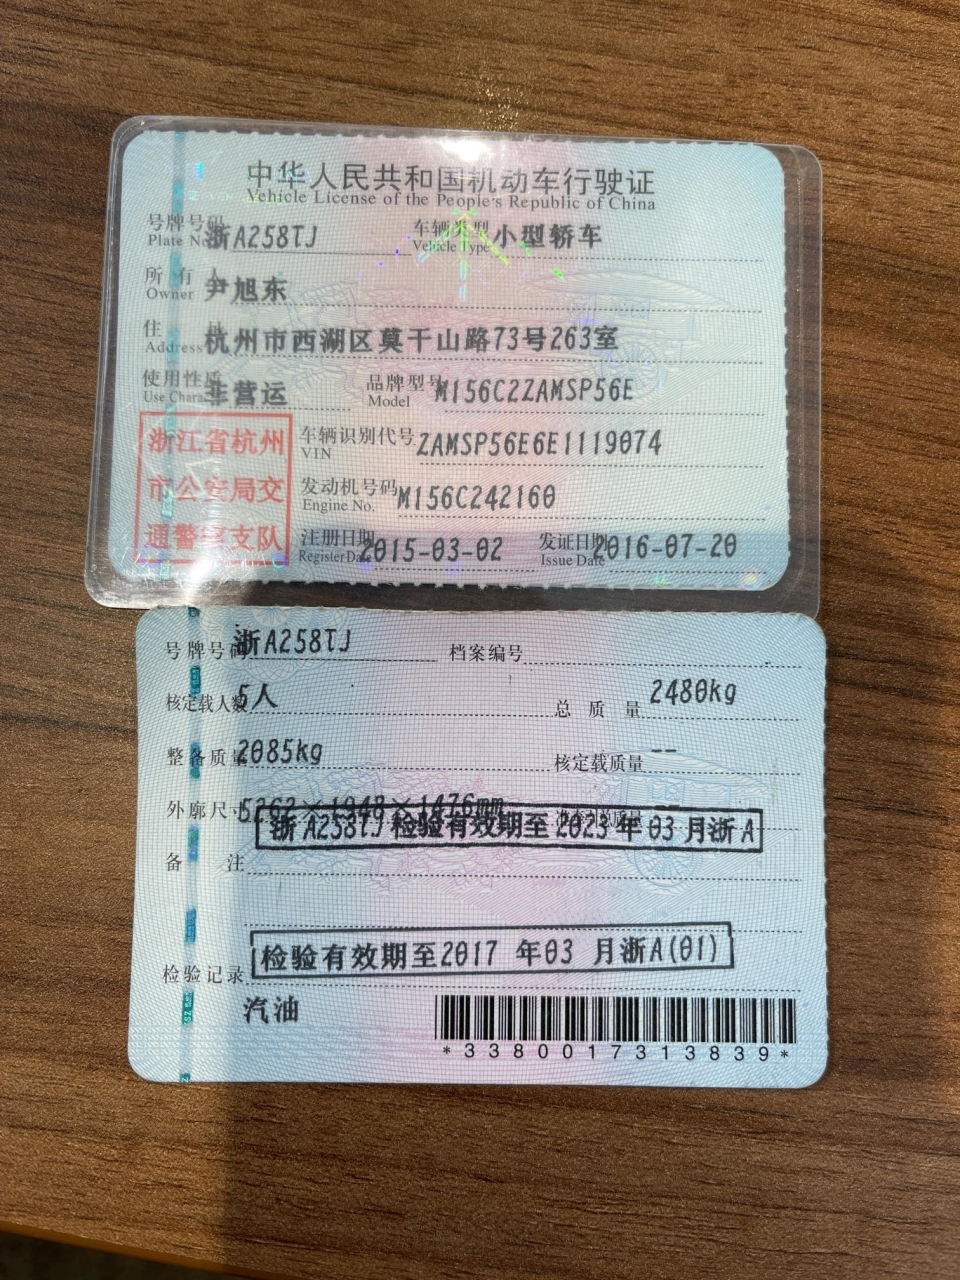 中华人民共和国机动车行驶证
Vehicle License of the People's Republic of China
号牌号码 浙A258TJ 车辆类型 小型轿车
Plate No. Vehicle Type
所有人 尹旭东
Owner
住址 杭州市西湖区莫干山路73号263室
Address
使用性质 非营运 品牌型号 M156C2ZAMSP56E
Use Character Model
浙江省杭州
市公安局交
通警察支队
车辆识别代号 ZAMSP56E6E1119074
VIN
发动机号码 M156C242160
Engine No.
注册日期 2015-03-02 发证日期 2016-07-20
Register Date Issue Date
号牌号码 浙A258TJ 档案编号
核定载人数 5人 总质量 2480kg
整备质量 2085kg 核定载质量 --
外廓尺寸 5262×1948×1476mm --
浙A258TJ 检验有效期至 2023 年 03 月浙A
备注
检验有效期至2017 年03 月浙A(01)
检验记录
汽油
*3380017313839*